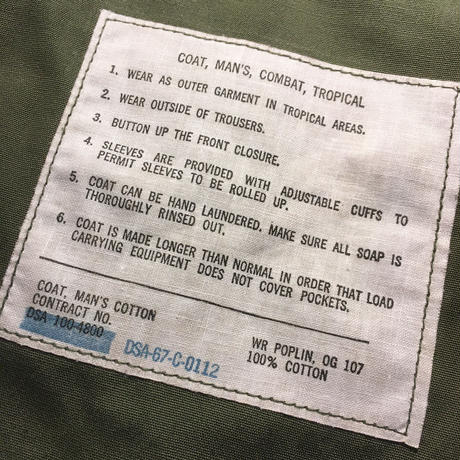 COAT, MAN'S, COMBAT, TROPICAL
1. WEAR AS OUTER GARMENT IN TROPICAL AREAS.
2. WEAR OUTSIDE OF TROUSERS.
3. BUTTON UP THE FRONT CLOSURE.
4. SLEEVES ARE PROVIDED WITH ADJUSTABLE CUFFS TO
PERMIT SLEEVES TO BE ROLLED UP.
5. COAT CAN BE HAND LAUNDERED. MAKE SURE ALL SOAP IS
THOROUGHLY RINSED OUT.
6. COAT IS MADE LONGER THAN NORMAL IN ORDER THAT LOAD
CARRYING EQUIPMENT DOES NOT COVER POCKETS.
COAT, MAN'S COTTON
CONTRACT NO.
DSA 100-4800
DSA-67-C-0112
WR POPLIN, OG 107
100% COTTON